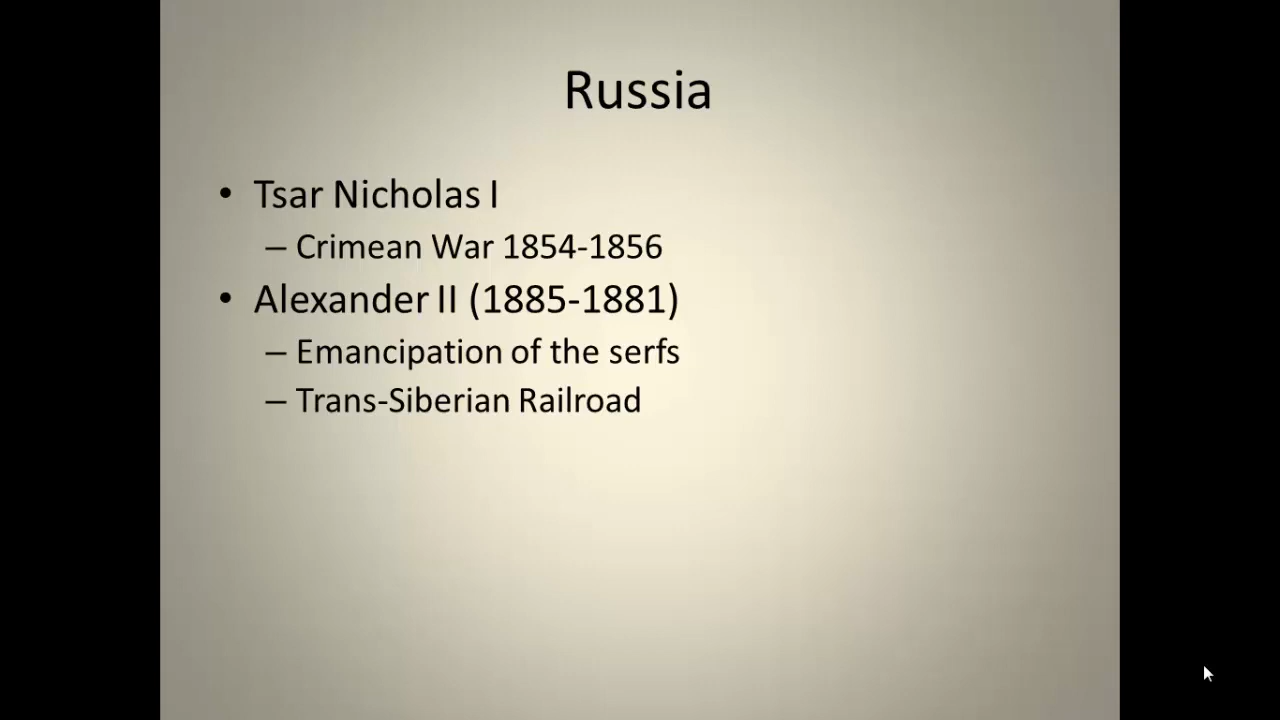 Russia
• Tsar Nicholas I
– Crimean War 1854-1856
• Alexander II (1885-1881)
– Emancipation of the serfs
– Trans-Siberian Railroad